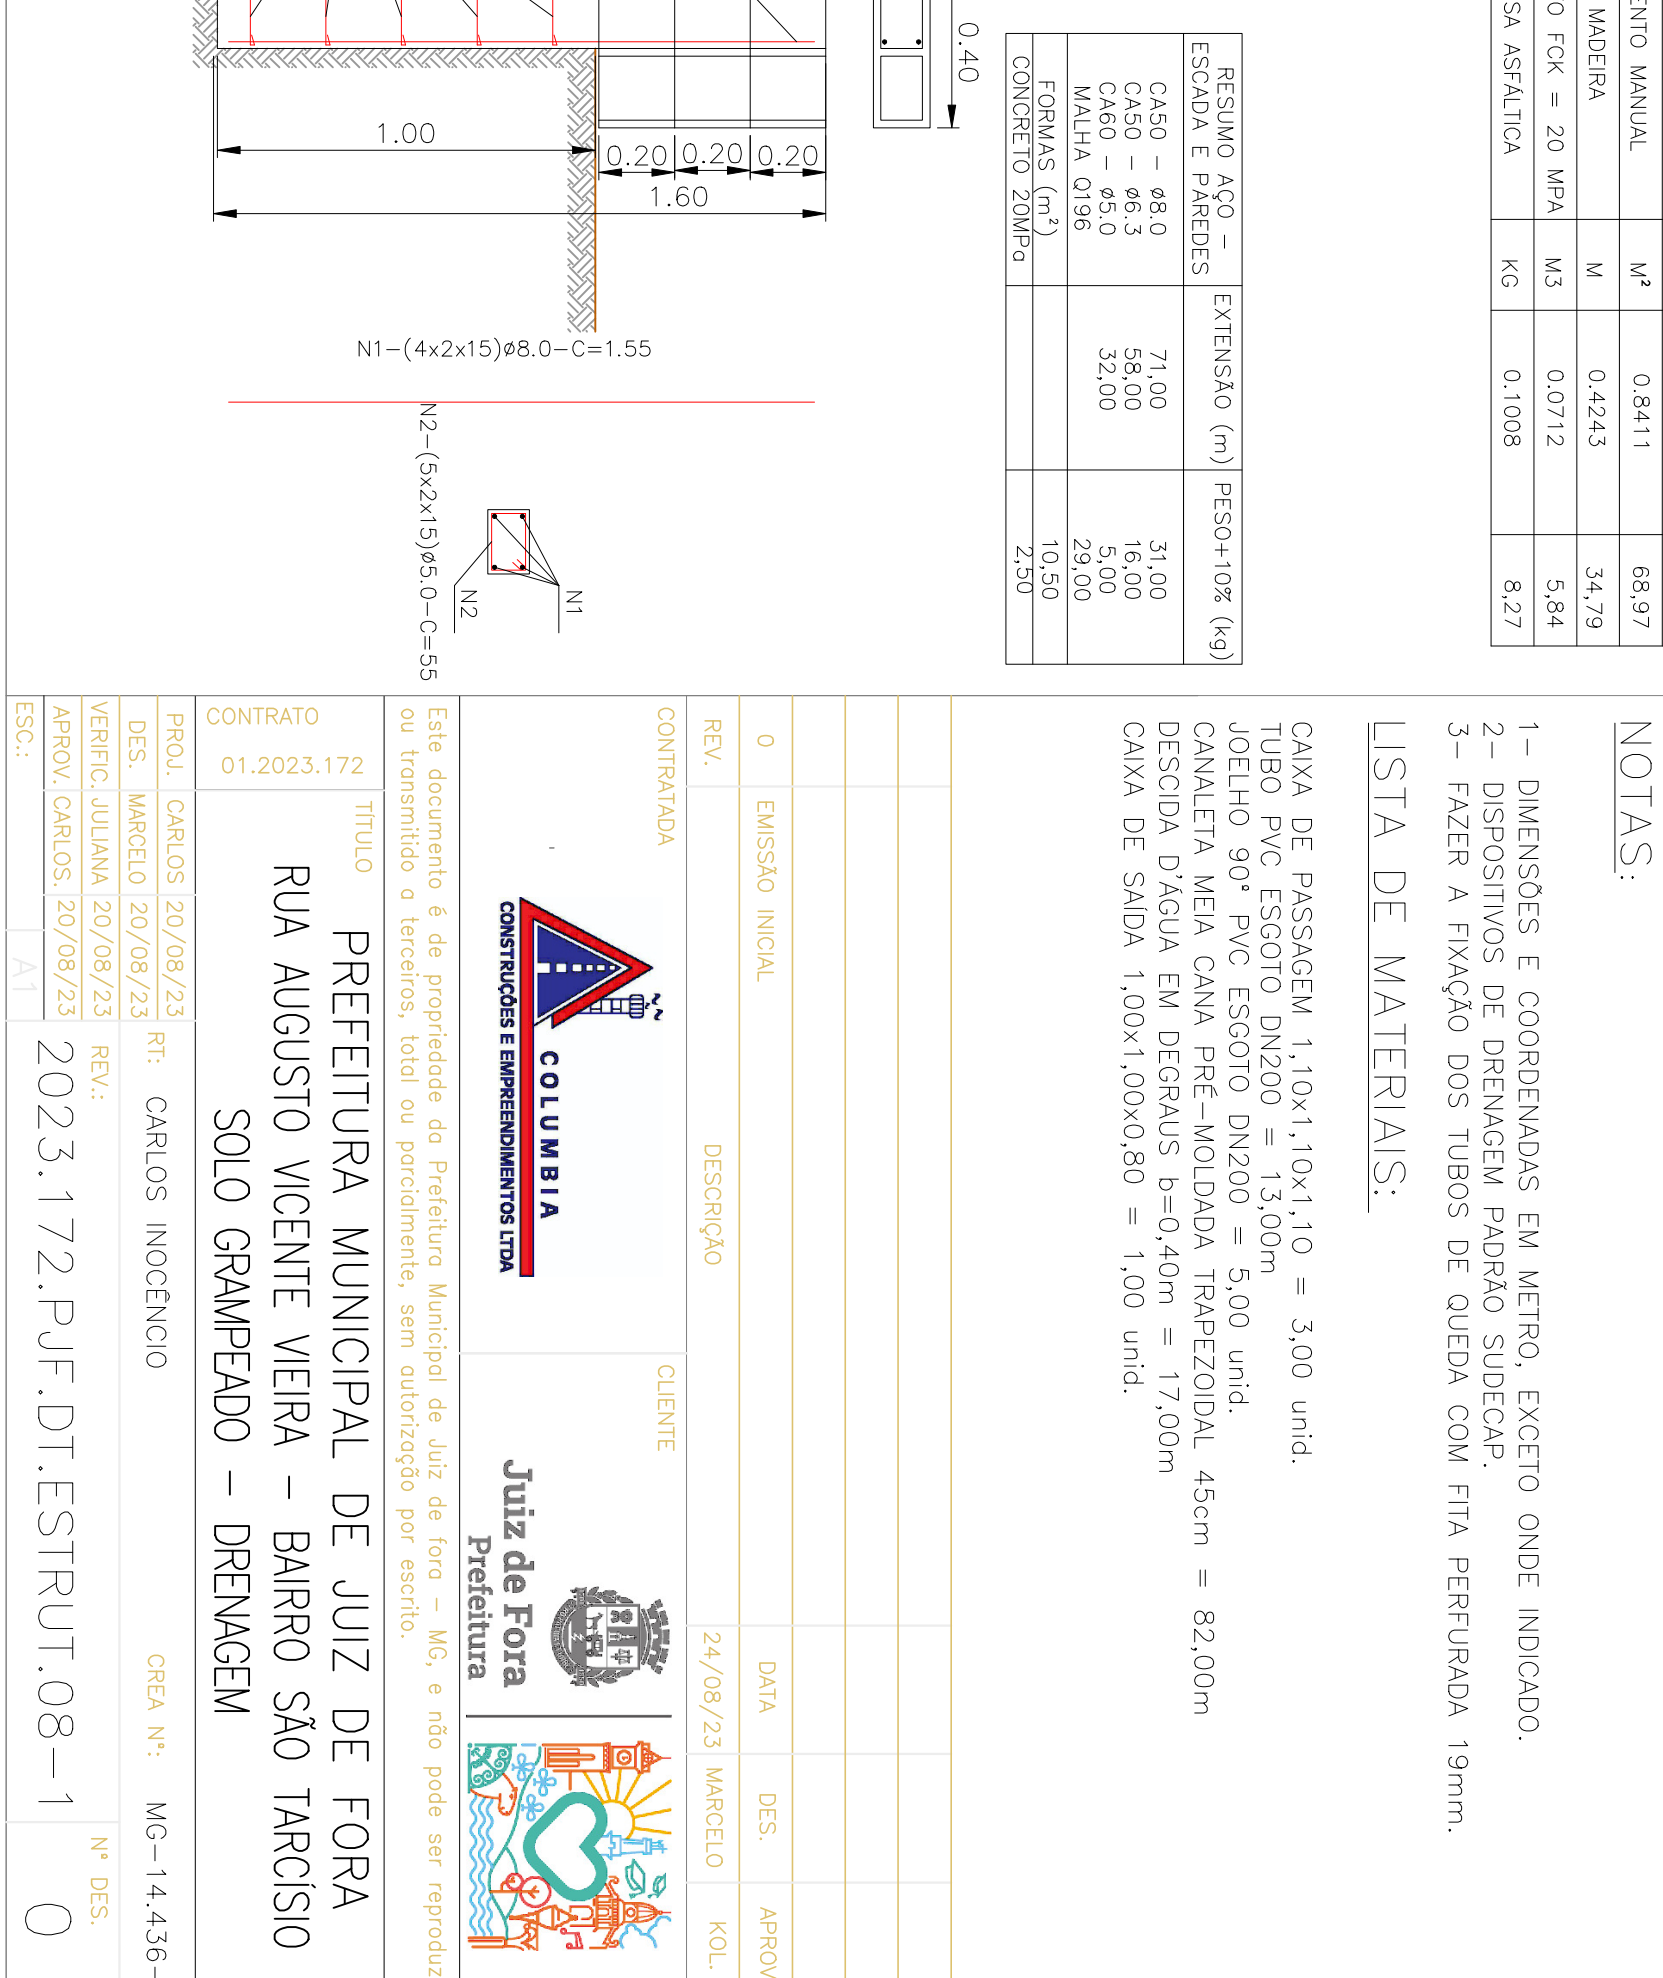 ENTO MANUAL M² 0.8411 68,97
MADEIRA M 0.4243 34,79
O FCK = 20 MPA M3 0.0712 5,84
SA ASFÁLTICA KG 0.1008 8,27
RESUMO AÇO – ESCADA E PAREDES EXTENSÃO (m) PESO+10% (kg)
CA50 – ø8.0 71,00 31,00
CA50 – ø6.3 58,00 16,00
CA60 – ø5.0 32,00 5,00
MALHA Q196 29,00
FORMAS (m²) 10,50
CONCRETO 20MPa 2,50
0.40
1.00
0.20 0.20 0.20
1.60
N1–(4x2x15)ø8.0–C=1.55
N2–(5x2x15)ø5.0–C=55
N1
N2
NOTAS:
1– DIMENSÕES E COORDENADAS EM METRO, EXCETO ONDE INDICADO.
2– DISPOSITIVOS DE DRENAGEM PADRÃO SUDECAP.
3– FAZER A FIXAÇÃO DOS TUBOS DE QUEDA COM FITA PERFURADA 19mm.
LISTA DE MATERIAIS:
CAIXA DE PASSAGEM 1,10x1,10x1,10 = 3,00 unid.
TUBO PVC ESGOTO DN200 = 13,00m
JOELHO 90° PVC ESGOTO DN200 = 5,00 unid.
CANALETA MEIA CANA PRÉ–MOLDADA TRAPEZOIDAL 45cm = 82,00m
DESCIDA D'ÁGUA EM DEGRAUS b=0,40m = 17,00m
CAIXA DE SAÍDA 1,00x1,00x0,80 = 1,00 unid.
0 EMISSÃO INICIAL DATA DES. APROV
REV. DESCRIÇÃO 24/08/23 MARCELO KOL.
CONTRATADA
COLUMBIA
CONSTRUÇÕES E EMPREENDIMENTOS LTDA
CLIENTE
Juiz de Fora
Prefeitura
Este documento é de propriedade da Prefeitura Municipal de Juiz de fora – MG, e não pode ser reproduz
ou transmitido a terceiros, total ou parcialmente, sem autorização por escrito.
CONTRATO
01.2023.172
TÍTULO
PREFEITURA MUNICIPAL DE JUIZ DE FORA
RUA AUGUSTO VICENTE VIEIRA – BAIRRO SÃO TARCÍSIO
SOLO GRAMPEADO – DRENAGEM
PROJ. CARLOS 20/08/23
DES. MARCELO 20/08/23
VERIFIC. JULIANA 20/08/23
APROV. CARLOS. 20/08/23
ESC.: A1
RT: CARLOS INOCÊNCIO CREA N°: MG–14.436–
REV.: N° DES.
2023.172.PJF.DT.ESTRUT.08–1 0